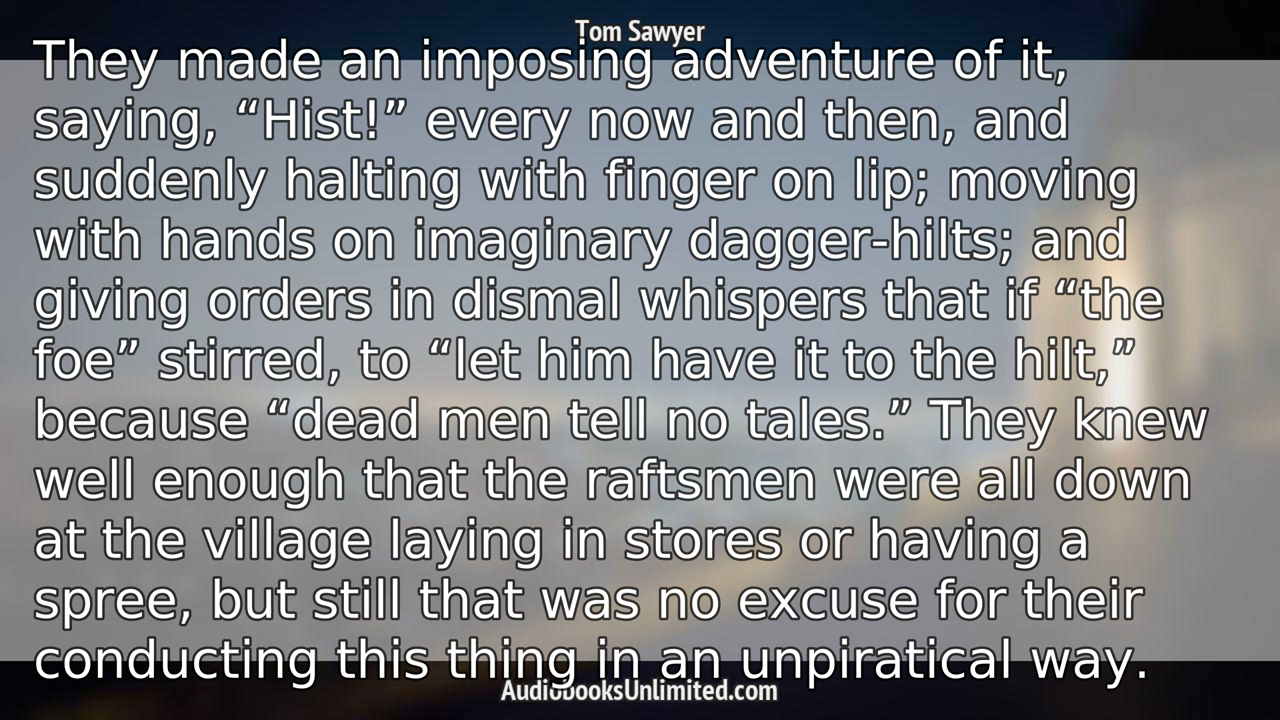 Tom Sawyer
They made an imposing adventure of it,
saying, “Hist!” every now and then, and
suddenly halting with finger on lip; moving
with hands on imaginary dagger-hilts; and
giving orders in dismal whispers that if “the
foe” stirred, to “let him have it to the hilt,”
because “dead men tell no tales.” They knew
well enough that the raftsmen were all down
at the village laying in stores or having a
spree, but still that was no excuse for their
conducting this thing in an unpiratical way.
AudiobooksUnlimited.com